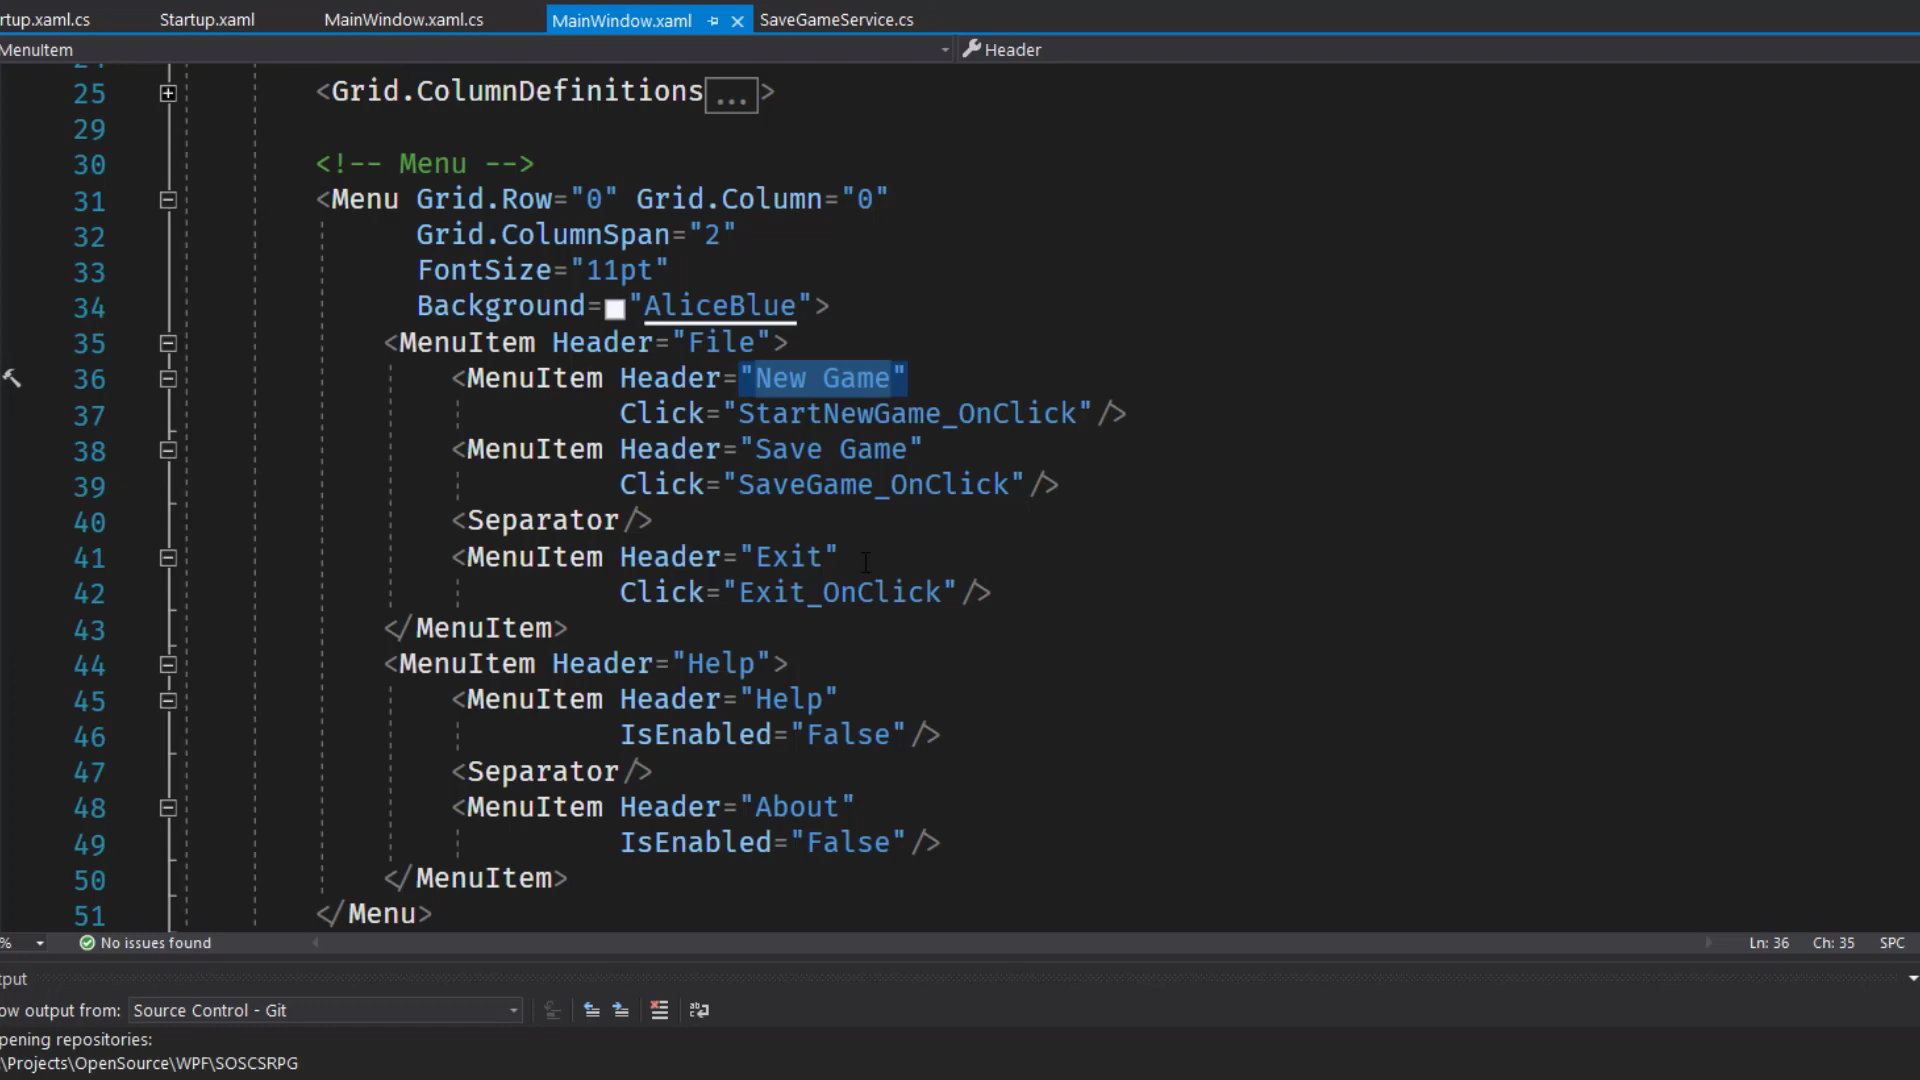 rtup.xaml.cs Startup.xaml MainWindow.xaml.cs MainWindow.xaml SaveGameService.cs
MenuItem Header
25 <Grid.ColumnDefinitions...>
29
30 <!-- Menu -->
31 <Menu Grid.Row="0" Grid.Column="0"
32 Grid.ColumnSpan="2"
33 FontSize="11pt"
34 Background="AliceBlue">
35 <MenuItem Header="File">
36 <MenuItem Header="New Game"
37 Click="StartNewGame_OnClick"/>
38 <MenuItem Header="Save Game"
39 Click="SaveGame_OnClick"/>
40 <Separator/>
41 <MenuItem Header="Exit"
42 Click="Exit_OnClick"/>
43 </MenuItem>
44 <MenuItem Header="Help">
45 <MenuItem Header="Help"
46 IsEnabled="False"/>
47 <Separator/>
48 <MenuItem Header="About"
49 IsEnabled="False"/>
50 </MenuItem>
51 </Menu>
% No issues found Ln: 36 Ch: 35 SPC
tput
ow output from: Source Control - Git
pening repositories:
:\Projects\OpenSource\WPF\SOSCSRPG